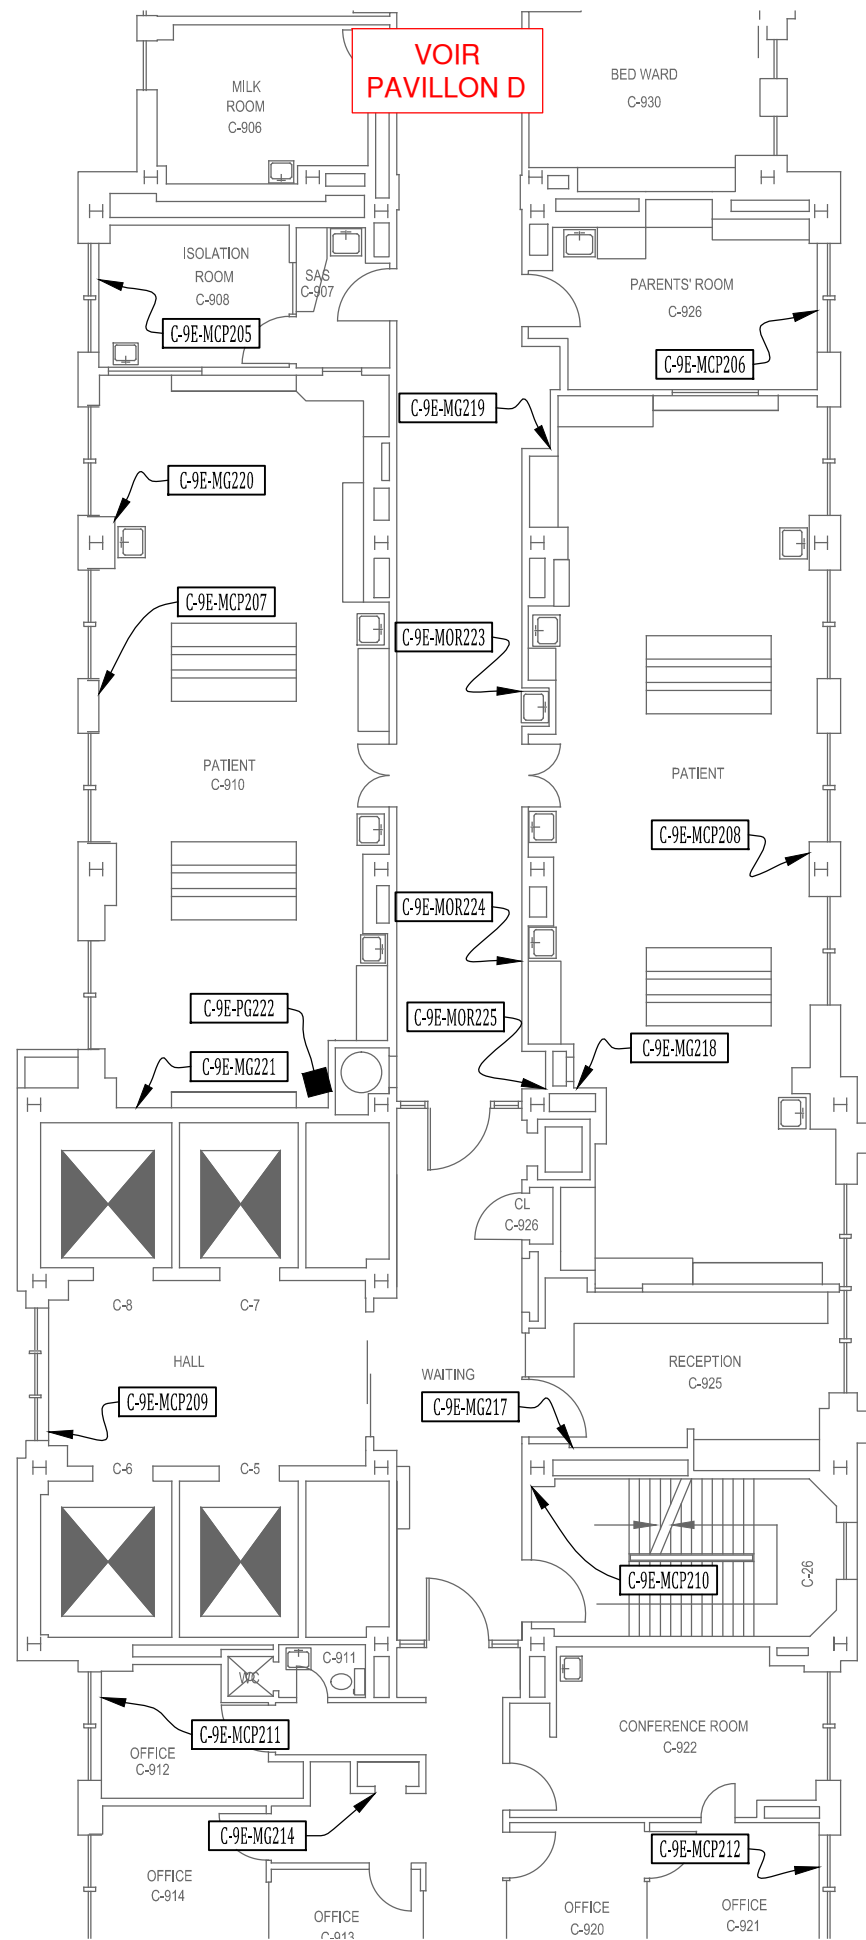 VOIR
PAVILLON D
MILK
ROOM
C-906
BED WARD
C-930
ISOLATION
ROOM
C-908
SAS
C-907
PARENTS' ROOM
C-926
C-9E-MCP205
C-9E-MCP206
C-9E-MG219
C-9E-MG220
C-9E-MCP207
C-9E-MOR223
PATIENT
C-910
PATIENT
C-9E-MCP208
C-9E-MOR224
C-9E-PG222
C-9E-MOR225
C-9E-MG218
C-9E-MG221
CL
C-926
C-8
C-7
HALL
WAITING
RECEPTION
C-925
C-9E-MCP209
C-9E-MG217
C-6
C-5
C-9E-MCP210
C-26
C-911
WC
C-9E-MCP211
OFFICE
C-912
CONFERENCE ROOM
C-922
C-9E-MG214
C-9E-MCP212
OFFICE
C-914
OFFICE
C-913
OFFICE
C-920
OFFICE
C-921